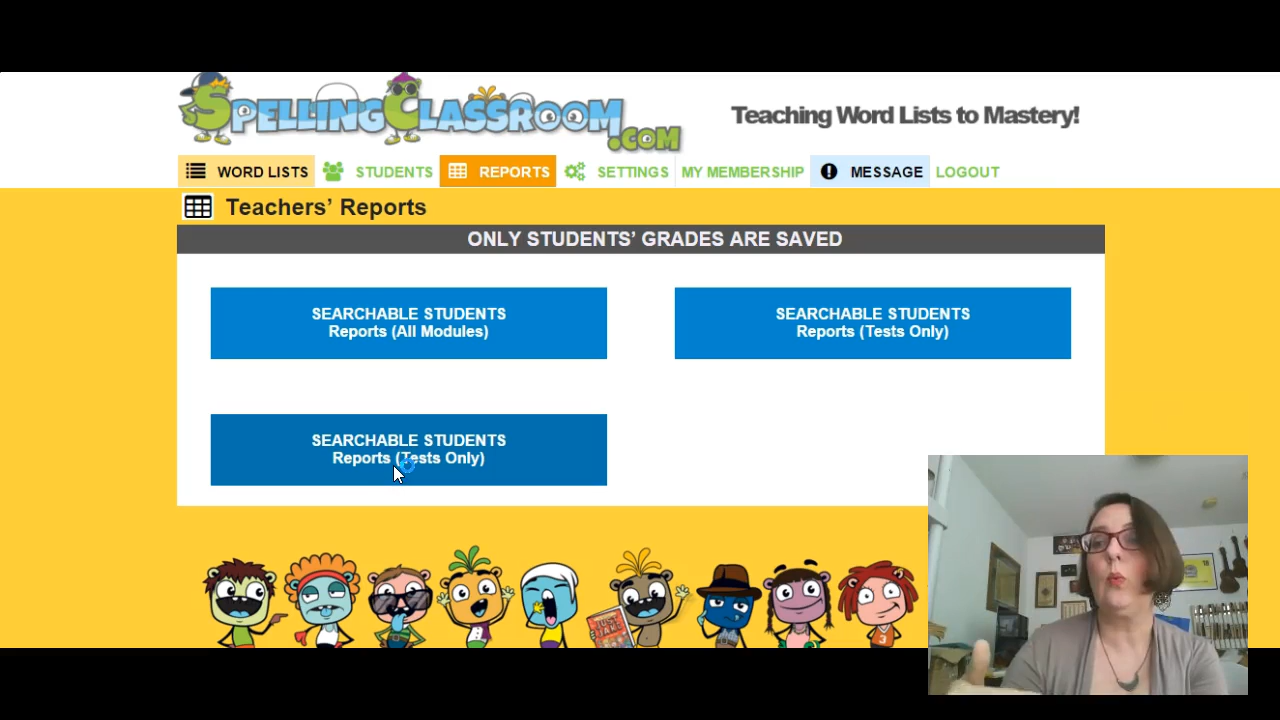 SPELLINGCLASSROOM
.COM
Teaching Word Lists to Mastery!
WORD LISTS STUDENTS REPORTS SETTINGS MY MEMBERSHIP MESSAGE LOGOUT
Teachers’ Reports
ONLY STUDENTS’ GRADES ARE SAVED
SEARCHABLE STUDENTS
Reports (All Modules)
SEARCHABLE STUDENTS
Reports (Tests Only)
SEARCHABLE STUDENTS
Reports (Tests Only)
3